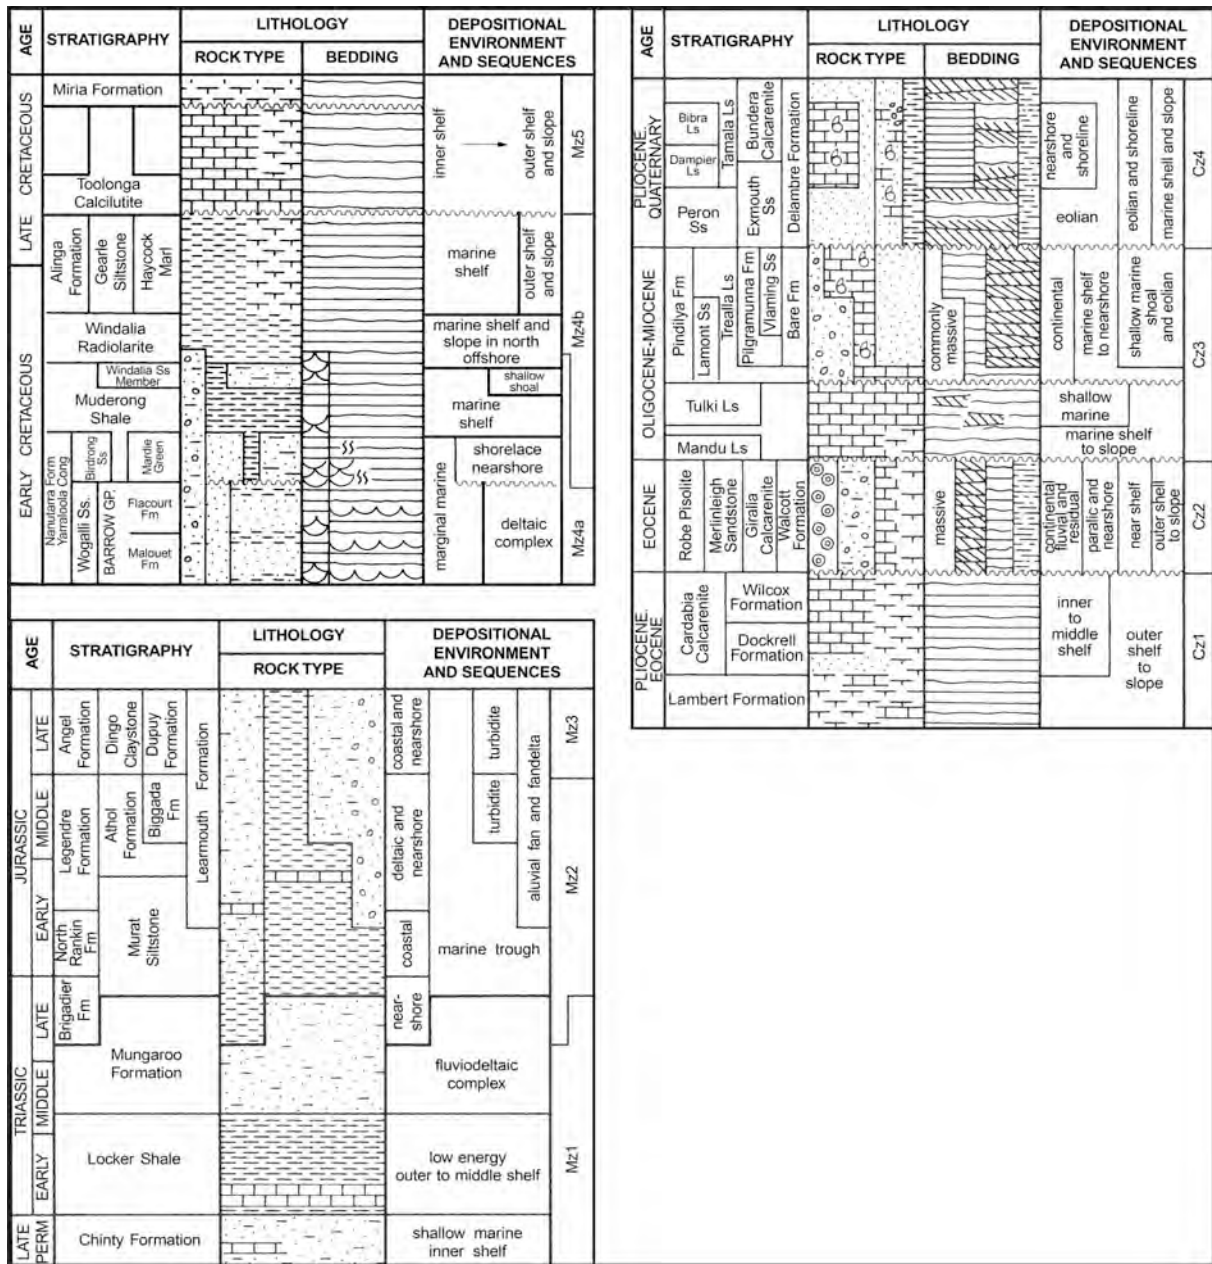 AGE
STRATIGRAPHY
LITHOLOGY
ROCK TYPE
BEDDING
DEPOSITIONAL
ENVIRONMENT
AND SEQUENCES
LATE CRETACEOUS
EARLY CRETACEOUS
Miria Formation
Toolonga
Calcilutite
Alinga
Formation
Gearle
Siltstone
Haycock
Marl
Windalia
Radiolarite
Windalia Ss
Member
Muderong
Shale
Nanutarra Form
Yarraloola Cong
Birdrong
Ss
Mardie
Green
Wogalli Ss.
BARROW GP.
Flacourt
Fm
Malouet
Fm
inner shelf
outer shelf
and slope
marine
shelf
outer shelf
and slope
marine shelf and
slope in north
offshore
shallow
shoal
marine
shelf
marginal marine
shorelace
nearshore
deltaic
complex
Mz5
Mz4b
Mz4a
AGE
STRATIGRAPHY
LITHOLOGY
ROCK TYPE
DEPOSITIONAL
ENVIRONMENT
AND SEQUENCES
JURASSIC
LATE
MIDDLE
EARLY
TRIASSIC
LATE
MIDDLE
EARLY
LATE
PERM
Angel
Formation
Dingo
Claystone
Dupuy
Formation
Learmouth Formation
Legendre
Formation
Athol
Formation
Biggada
Fm
North
Rankin
Fm
Murat
Siltstone
Brigadier
Fm
Mungaroo
Formation
Locker Shale
Chinty Formation
coastal and
nearshore
turbidite
deltaic and
nearshore
turbidite
aluvial fan and fandelta
coastal
marine trough
near-
shore
fluviodeltaic
complex
low energy
outer to middle shelf
shallow marine
inner shelf
Mz3
Mz2
Mz1
AGE
STRATIGRAPHY
LITHOLOGY
ROCK TYPE
BEDDING
DEPOSITIONAL
ENVIRONMENT
AND SEQUENCES
PLIOCENE.
QUATERNARY
Bibra
Ls
Dampier
Ls
Tamala Ls
Bundera
Calcarenite
Delambre Formation
Peron
Ss
Exmouth
Ss
nearshore
and
shoreline
eolian
eolian and shoreline
marine shell and slope
Cz4
OLIGOCENE-MIOCENE
Pindilya Fm
Lamont Ss
Trealla Ls
Pilgramunna Fm
Vlaming Ss
Bare Fm
Tulki Ls
Mandu Ls
commonly
massive
continental
marine shelf
to nearshore
shallow marine
shoal
and eolian
shallow
marine
marine shelf
to slope
Cz3
EOCENE
Robe Pisolite
Merlinleigh
Sandstone
Giralia
Calcarenite
Walcott
Formation
massive
continental
fluvial and
residual
paralic and
nearshore
near shelf
outer shell
to slope
Cz2
PLIOCENE.
EOCENE
Cardabia
Calcarenite
Wilcox
Formation
Dockrell
Formation
Lambert Formation
inner
to
middle
shelf
outer
shelf
to
slope
Cz1